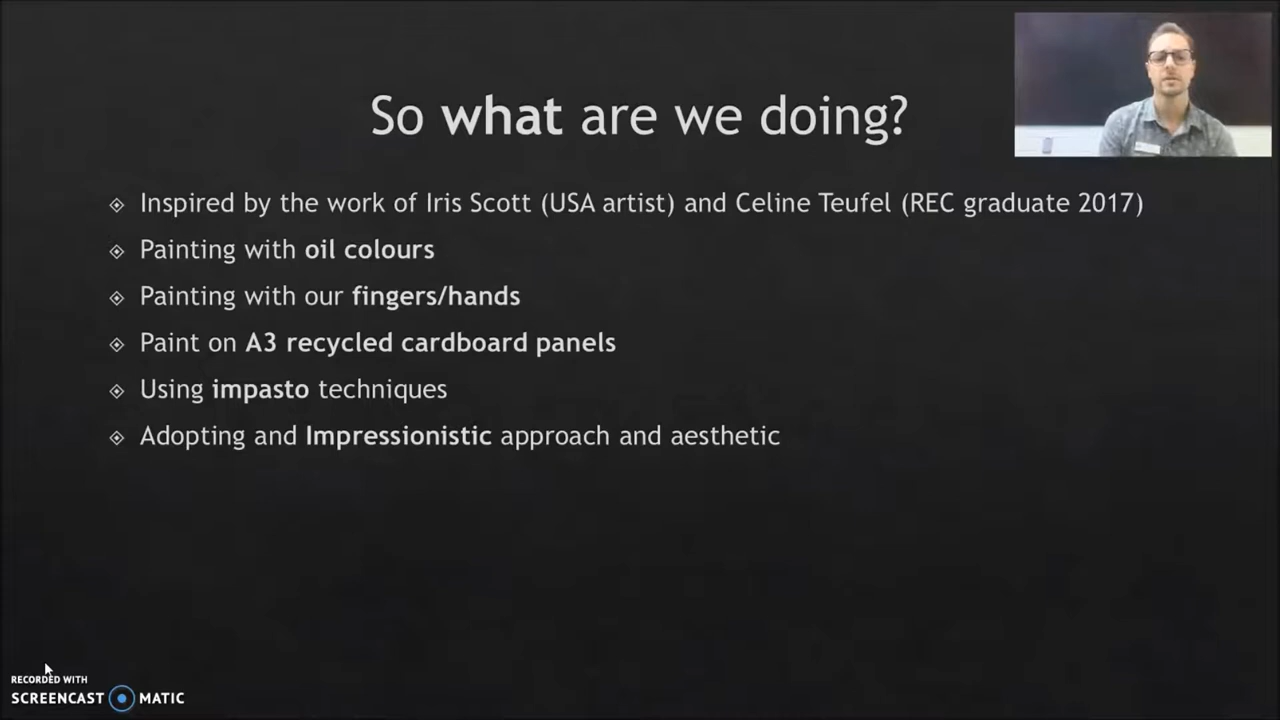 So what are we doing?
Inspired by the work of Iris Scott (USA artist) and Celine Teufel (REC graduate 2017)
Painting with oil colours
Painting with our fingers/hands
Paint on A3 recycled cardboard panels
Using impasto techniques
Adopting and Impressionistic approach and aesthetic
RECORDED WITH
SCREENCAST MATIC